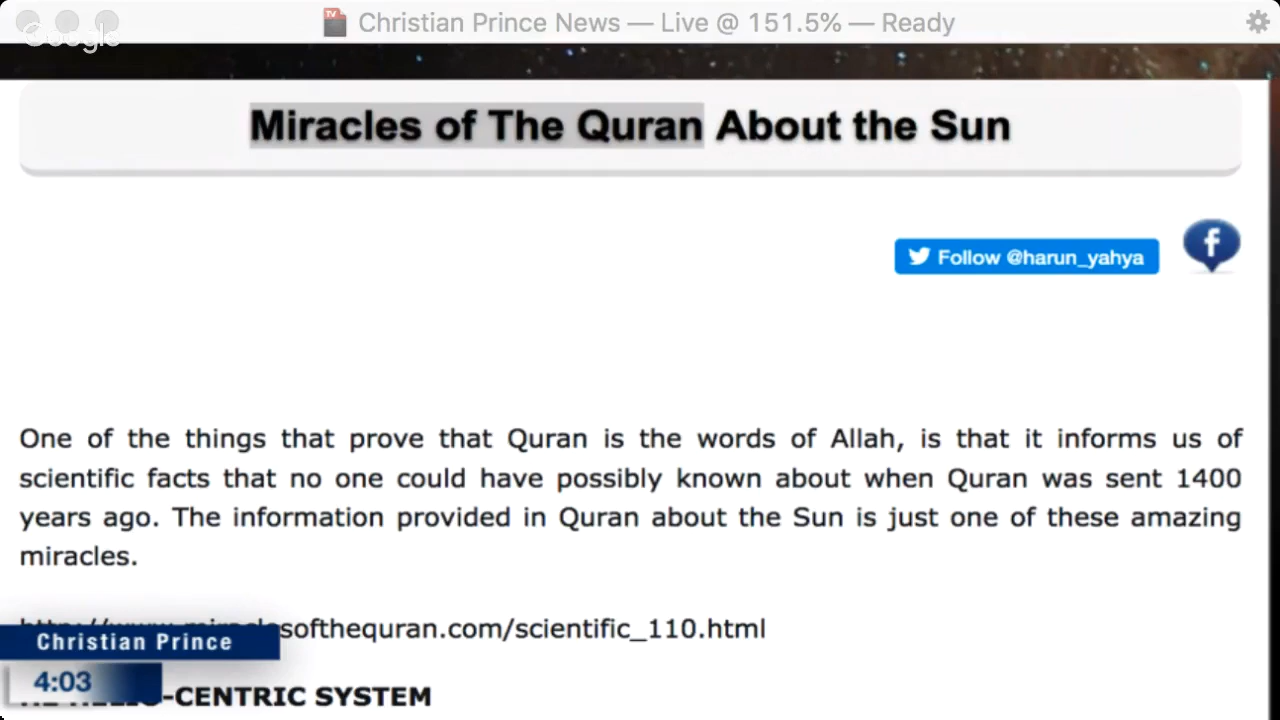 Christian Prince News — Live @ 151.5% — Ready
Google
Miracles of The Quran About the Sun
Follow @harun_yahya
f
One of the things that prove that Quran is the words of Allah, is that it informs us of
scientific facts that no one could have possibly known about when Quran was sent 1400
years ago. The information provided in Quran about the Sun is just one of these amazing
miracles.
http://www.miraclesofthequran.com/scientific_110.html
Christian Prince
4:03
-CENTRIC SYSTEM